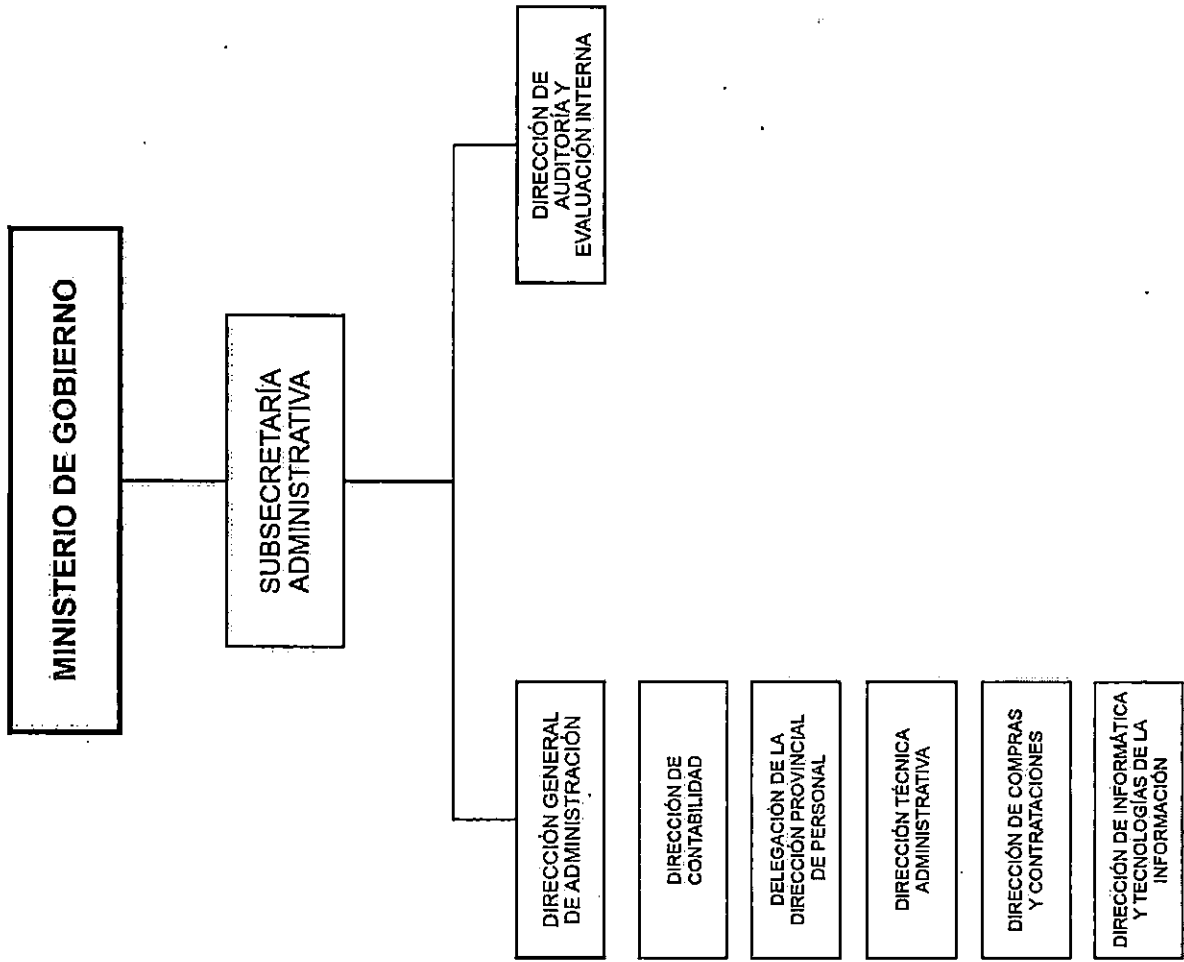 MINISTERIO DE GOBIERNO
SUBSECRETARÍA
ADMINISTRATIVA
DIRECCIÓN GENERAL
DE ADMINISTRACIÓN
DIRECCIÓN DE
CONTABILIDAD
DELEGACIÓN DE LA
DIRECCIÓN PROVINCIAL
DE PERSONAL
DIRECCIÓN TÉCNICA
ADMINISTRATIVA
DIRECCIÓN DE COMPRAS
Y CONTRATACIONES
DIRECCIÓN DE INFORMÁTICA
Y TECNOLOGÍAS DE LA
INFORMACIÓN
DIRECCIÓN DE
AUDITORÍA Y
EVALUACIÓN INTERNA